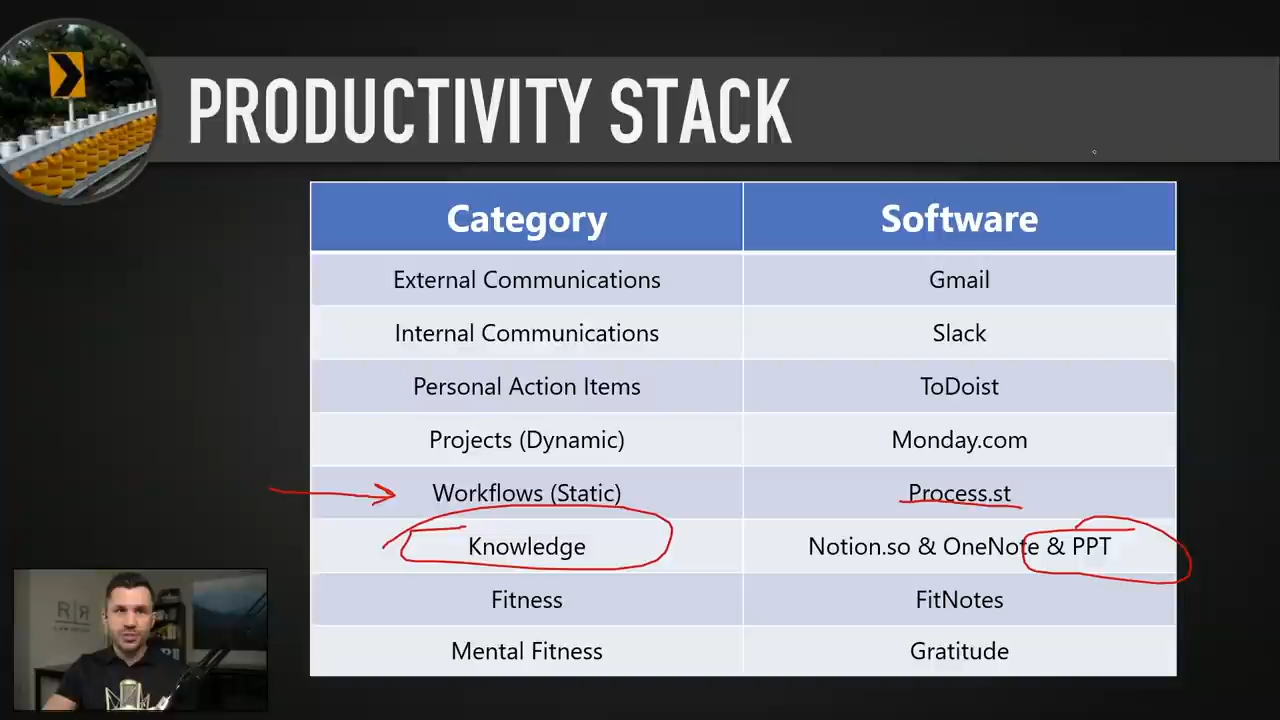 PRODUCTIVITY STACK
Category Software
External Communications Gmail
Internal Communications Slack
Personal Action Items ToDoist
Projects (Dynamic) Monday.com
Workflows (Static) Process.st
Knowledge Notion.so & OneNote & PPT
Fitness FitNotes
Mental Fitness Gratitude
R|R